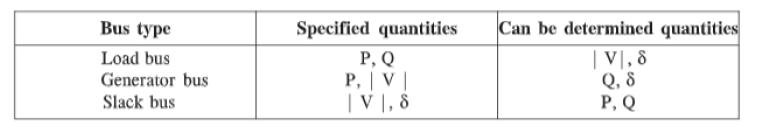 Bus type Specified quantities Can be determined quantities
Load bus P, Q | V|, δ
Generator bus P, | V | Q, δ
Slack bus | V |, δ P, Q